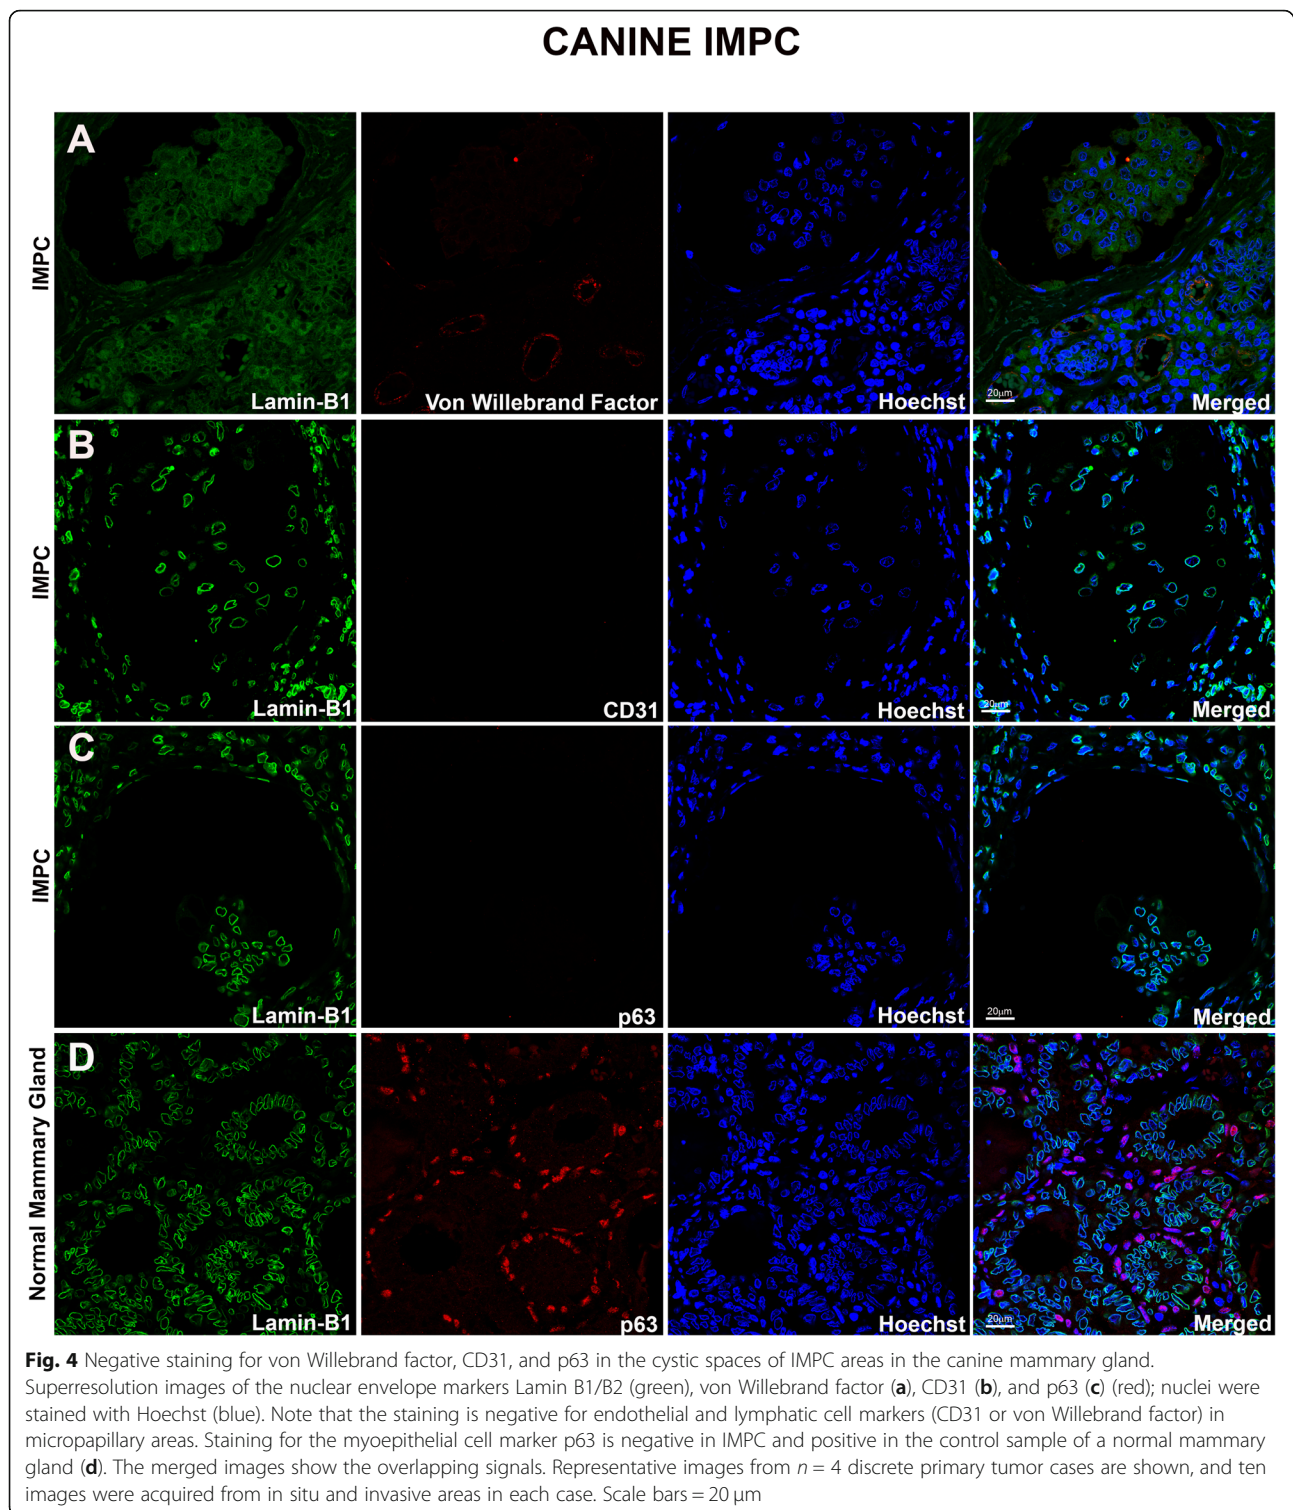 CANINE IMPC
A
IMPC
Lamin-B1
Von Willebrand Factor
Hoechst
20µm
Merged
B
IMPC
Lamin-B1
CD31
Hoechst
20µm
Merged
C
IMPC
Lamin-B1
p63
Hoechst
20µm
Merged
D
Normal Mammary Gland
Lamin-B1
p63
Hoechst
20µm
Merged
Fig. 4 Negative staining for von Willebrand factor, CD31, and p63 in the cystic spaces of IMPC areas in the canine mammary gland.
Superresolution images of the nuclear envelope markers Lamin B1/B2 (green), von Willebrand factor (a), CD31 (b), and p63 (c) (red); nuclei were
stained with Hoechst (blue). Note that the staining is negative for endothelial and lymphatic cell markers (CD31 or von Willebrand factor) in
micropapillary areas. Staining for the myoepithelial cell marker p63 is negative in IMPC and positive in the control sample of a normal mammary
gland (d). The merged images show the overlapping signals. Representative images from n = 4 discrete primary tumor cases are shown, and ten
images were acquired from in situ and invasive areas in each case. Scale bars = 20 µm